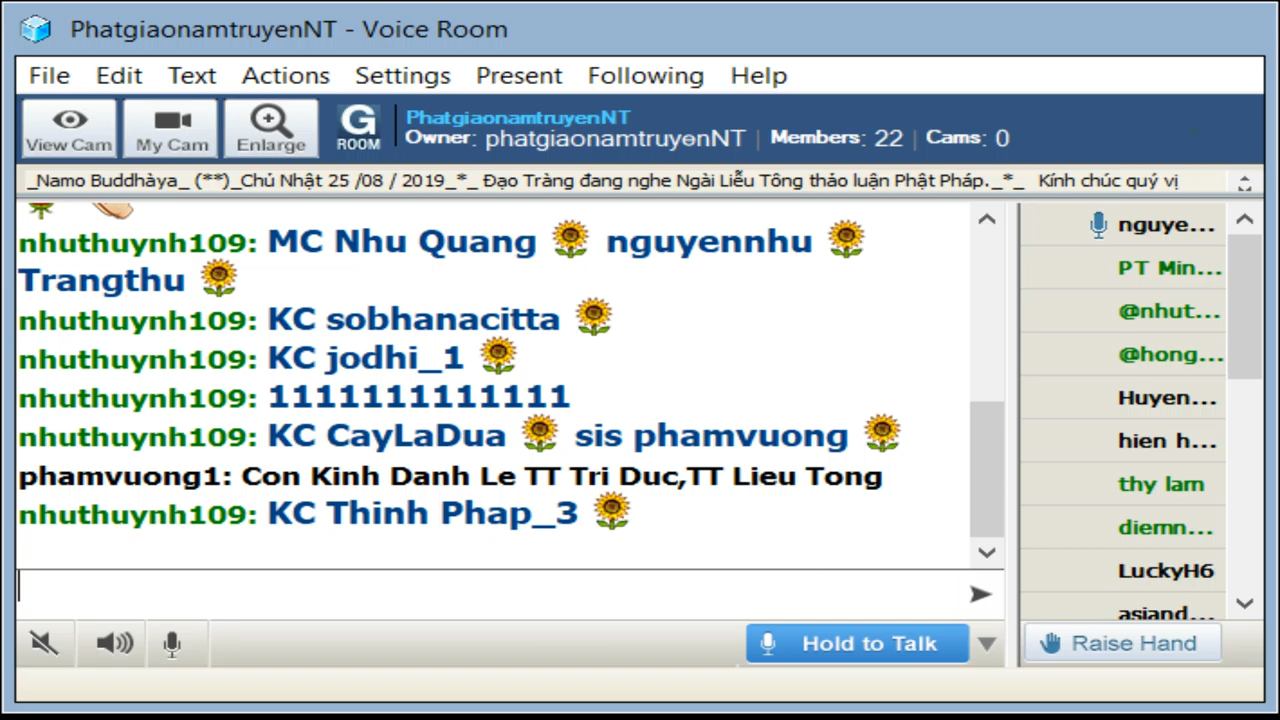 PhatgiaonamtruyenNT - Voice Room
File Edit Text Actions Settings Present Following Help
View Cam My Cam Enlarge G ROOM
PhatgiaonamtruyenNT
Owner: phatgiaonamtruyenNT | Members: 22 | Cams: 0
_Namo Buddhàya_ (**)_Chủ Nhật 25 /08 / 2019_*_ Đạo Tràng đang nghe Ngài Liễu Tông thảo luận Phật Pháp._*_ Kính chúc quý vị
nhuthuynh109: MC Nhu Quang nguyennhu
Trangthu
nhuthuynh109: KC sobhanacitta
nhuthuynh109: KC jodhi_1
nhuthuynh109: 1111111111111
nhuthuynh109: KC CayLaDua sis phamvuong
phamvuong1: Con Kinh Danh Le TT Tri Duc,TT Lieu Tong
nhuthuynh109: KC Thinh Phap_3
nguye...
PT Min...
@nhut...
@hong...
Huyen...
hien h...
thy lam
diemn...
LuckyH6
asiand...
Hold to Talk
Raise Hand